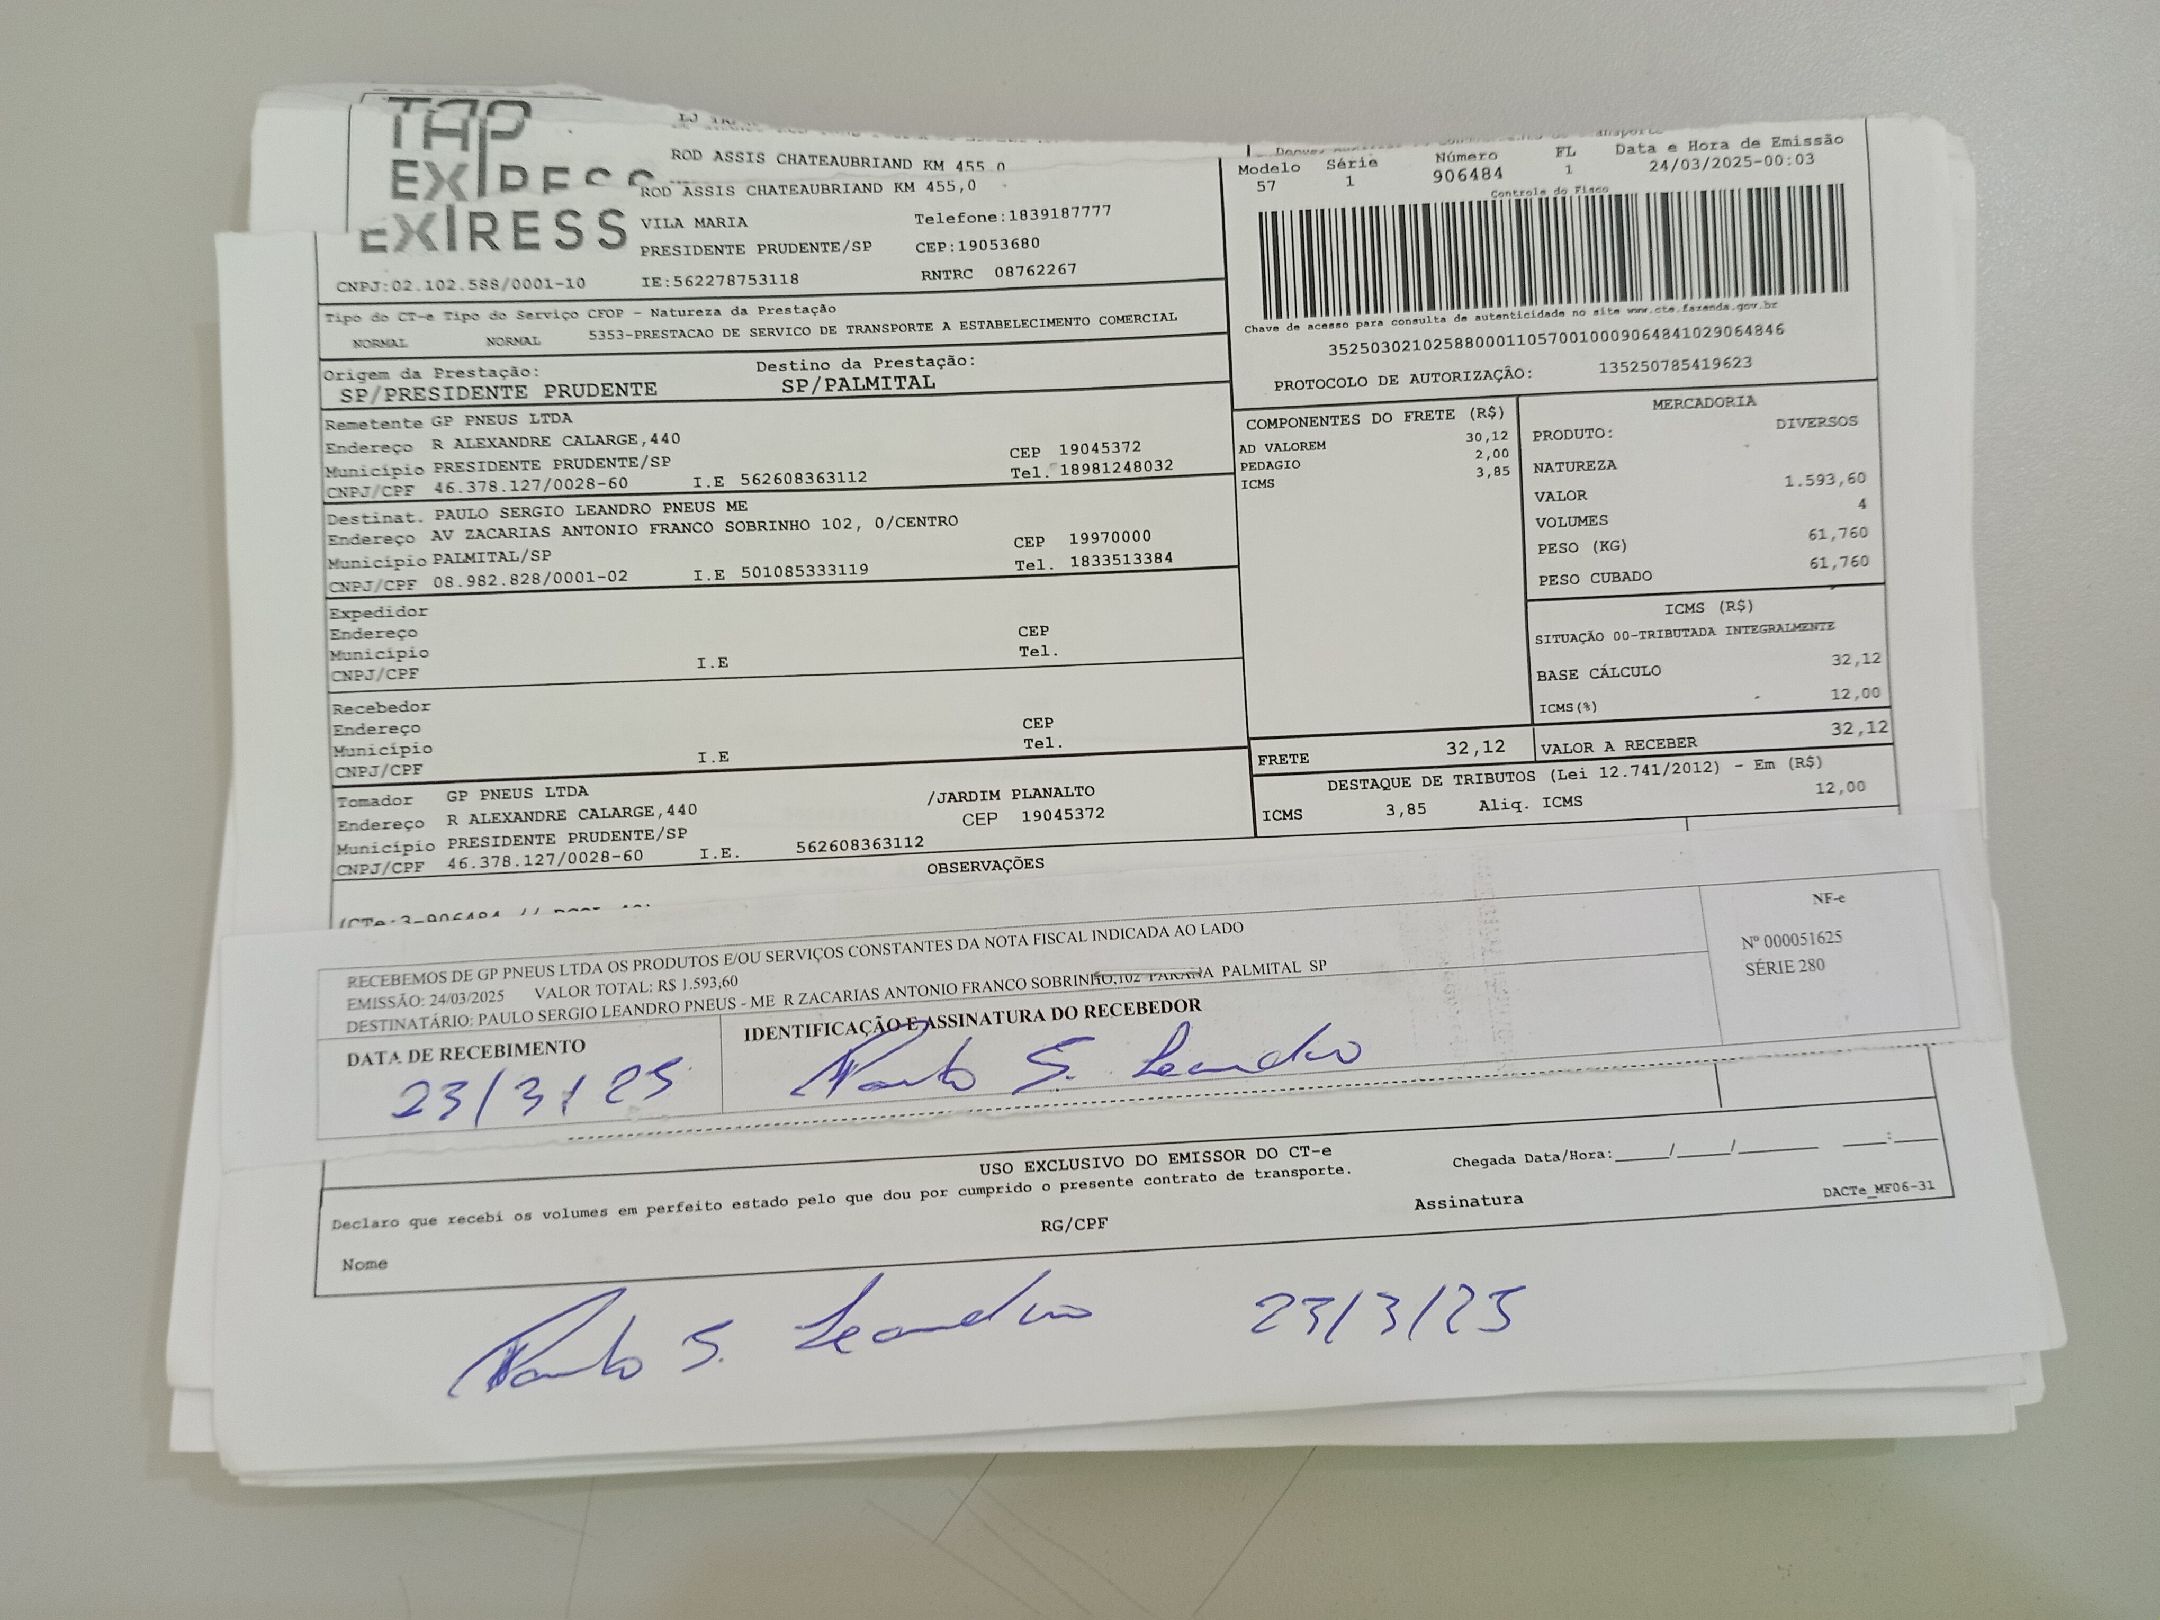 TAP
EXPRESS
ROD ASSIS CHATEAUBRIAND KM 455,0
EXPRESS
ROD ASSIS CHATEAUBRIAND KM 455,0
VILA MARIA Telefone:1839187777
PRESIDENTE PRUDENTE/SP CEP:19053680
CNPJ:02.102.588/0001-10 IE:562278753118 RNTRC 08762267
Modelo Série Número FL Data e Hora de Emissão
57 1 906484 1 24/03/2025-00:03
Controle do Fisco
Chave de acesso para consulta de autenticidade no site www.cte.fazenda.gov.br
35250302102588000110570010009064841029064846
PROTOCOLO DE AUTORIZAÇÃO: 135250785419623
Tipo do CT-e Tipo do Serviço CFOP - Natureza da Prestação
NORMAL NORMAL 5353-PRESTACAO DE SERVICO DE TRANSPORTE A ESTABELECIMENTO COMERCIAL
Origem da Prestação: Destino da Prestação:
SP/PRESIDENTE PRUDENTE SP/PALMITAL
Remetente GP PNEUS LTDA
Endereço R ALEXANDRE CALARGE,440 CEP 19045372
Município PRESIDENTE PRUDENTE/SP Tel. 18981248032
CNPJ/CPF 46.378.127/0028-60 I.E 562608363112
Destinat. PAULO SERGIO LEANDRO PNEUS ME
Endereço AV ZACARIAS ANTONIO FRANCO SOBRINHO 102, 0/CENTRO
Município PALMITAL/SP CEP 19970000
CNPJ/CPF 08.982.828/0001-02 I.E 501085333119 Tel. 1833513384
Expedidor
Endereço CEP
Município Tel.
CNPJ/CPF I.E
Recebedor
Endereço CEP
Município Tel.
CNPJ/CPF I.E
Tomador GP PNEUS LTDA /JARDIM PLANALTO
Endereço R ALEXANDRE CALARGE,440 CEP 19045372
Município PRESIDENTE PRUDENTE/SP
CNPJ/CPF 46.378.127/0028-60 I.E. 562608363112
COMPONENTES DO FRETE (R$)
AD VALOREM 30,12
PEDAGIO 2,00
ICMS 3,85
MERCADORIA
PRODUTO: DIVERSOS
NATUREZA
VALOR 1.593,60
VOLUMES 4
PESO (KG) 61,760
PESO CUBADO 61,760
ICMS (R$)
SITUAÇÃO 00-TRIBUTADA INTEGRALMENTE
BASE CÁLCULO 32,12
ICMS(%) 12,00
FRETE 32,12 VALOR A RECEBER 32,12
DESTAQUE DE TRIBUTOS (Lei 12.741/2012) - Em (R$)
ICMS 3,85 Aliq. ICMS 12,00
OBSERVAÇÕES
(CTe:3-906484 //
RECEBEMOS DE GP PNEUS LTDA OS PRODUTOS E/OU SERVIÇOS CONSTANTES DA NOTA FISCAL INDICADA AO LADO
EMISSÃO: 24/03/2025 VALOR TOTAL: R$ 1.593,60
DESTINATÁRIO: PAULO SERGIO LEANDRO PNEUS - ME R ZACARIAS ANTONIO FRANCO SOBRINHO,102 PARANA PALMITAL SP
NF-e
Nº 000051625
SÉRIE 280
DATA DE RECEBIMENTO IDENTIFICAÇÃO E ASSINATURA DO RECEBEDOR
23/3/25 Paulo S. Leandro
USO EXCLUSIVO DO EMISSOR DO CT-e Chegada Data/Hora:_____/_____/_______ ____:____
Declaro que recebi os volumes em perfeito estado pelo que dou por cumprido o presente contrato de transporte.
Nome RG/CPF Assinatura DACTe_MF06-31
Paulo S. Leandro 23/3/25